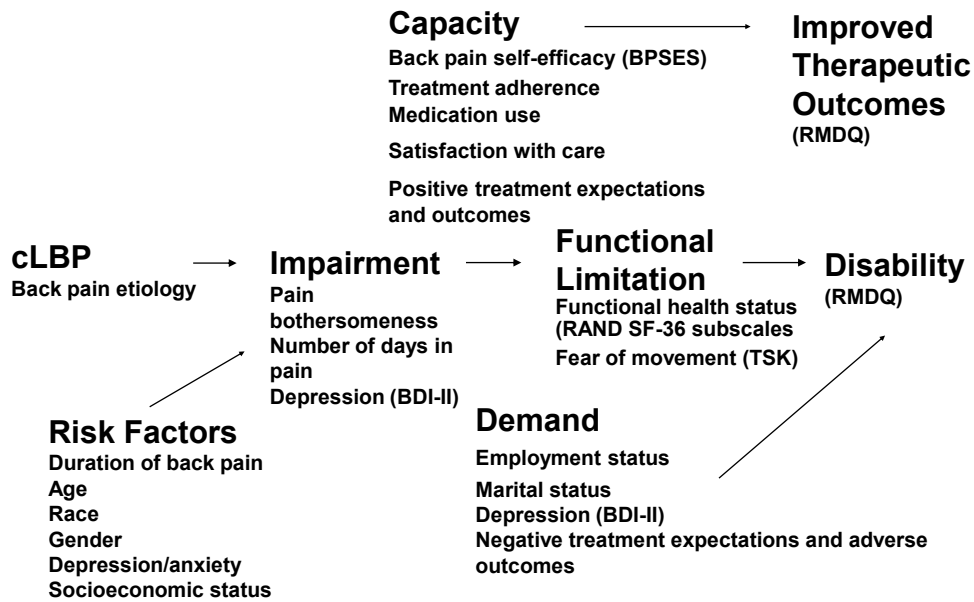 Capacity
Back pain self-efficacy (BPSES)
Treatment adherence
Medication use
Satisfaction with care
Positive treatment expectations
and outcomes
Improved
Therapeutic
Outcomes
(RMDQ)
cLBP
Back pain etiology
Impairment
Pain
bothersomeness
Number of days in
pain
Depression (BDI-II)
Functional
Limitation
Functional health status
(RAND SF-36 subscales
Fear of movement (TSK)
Disability
(RMDQ)
Risk Factors
Duration of back pain
Age
Race
Gender
Depression/anxiety
Socioeconomic status
Demand
Employment status
Marital status
Depression (BDI-II)
Negative treatment expectations and adverse
outcomes